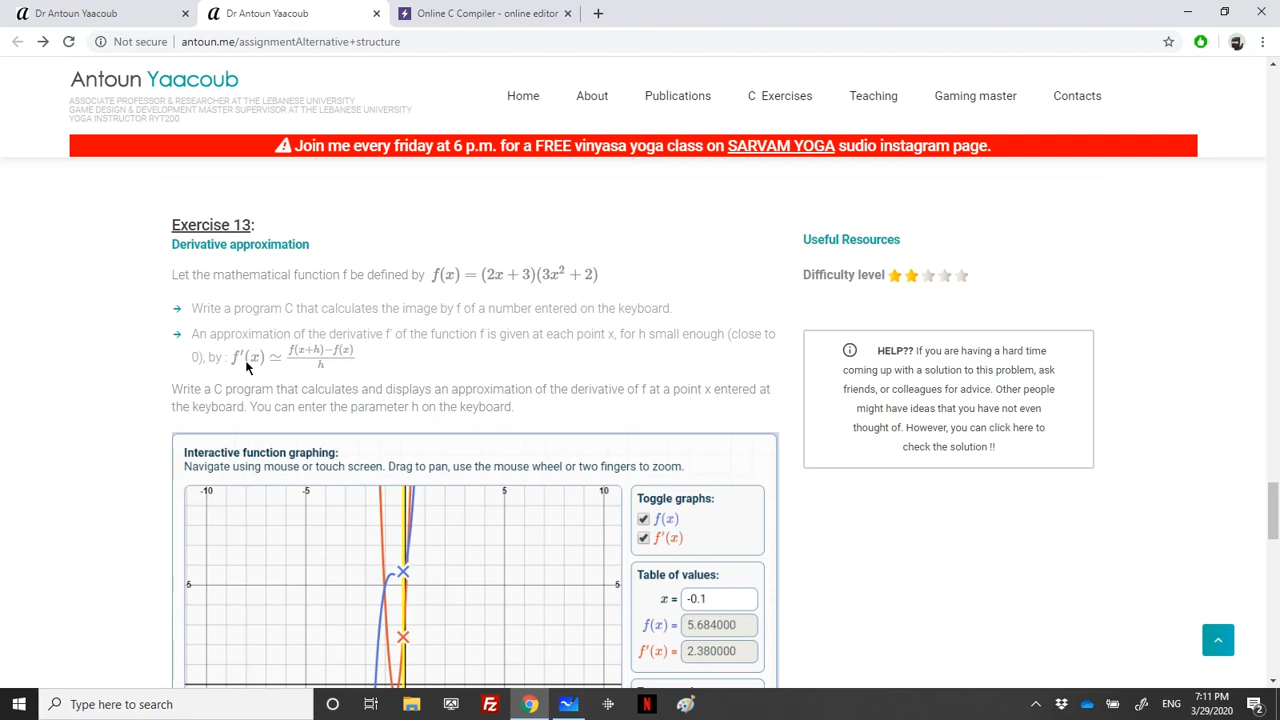 Dr Antoun Yaacoub
Dr Antoun Yaacoub
Online C Compiler - online editor
Not secure | antoun.me/assignmentAlternative+structure
Antoun Yaacoub
ASSOCIATE PROFESSOR & RESEARCHER AT THE LEBANESE UNIVERSITY
GAME DESIGN & DEVELOPMENT MASTER SUPERVISOR AT THE LEBANESE UNIVERSITY
YOGA INSTRUCTOR RYT200
Home
About
Publications
C Exercises
Teaching
Gaming master
Contacts
Join me every friday at 6 p.m. for a FREE vinyasa yoga class on SARVAM YOGA sudio instagram page.
Exercise 13:
Derivative approximation
Let the mathematical function f be defined by f(x) = (2x + 3)(3x² + 2)
→ Write a program C that calculates the image by f of a number entered on the keyboard.
→ An approximation of the derivative f' of the function f is given at each point x, for h small enough (close to
0), by : f′(x) ≃ f(x+h)−f(x) / h
Write a C program that calculates and displays an approximation of the derivative of f at a point x entered at
the keyboard. You can enter the parameter h on the keyboard.
Useful Resources
Difficulty level
HELP?? If you are having a hard time
coming up with a solution to this problem, ask
friends, or colleagues for advice. Other people
might have ideas that you have not even
thought of. However, you can click here to
check the solution !!
Interactive function graphing:
Navigate using mouse or touch screen. Drag to pan, use the mouse wheel or two fingers to zoom.
-10
-5
5
10
5
5
Toggle graphs:
f(x)
f′(x)
Table of values:
x = -0.1
f(x) = 5.684000
f′(x) = 2.380000
Type here to search
ENG
7:11 PM
3/29/2020
2